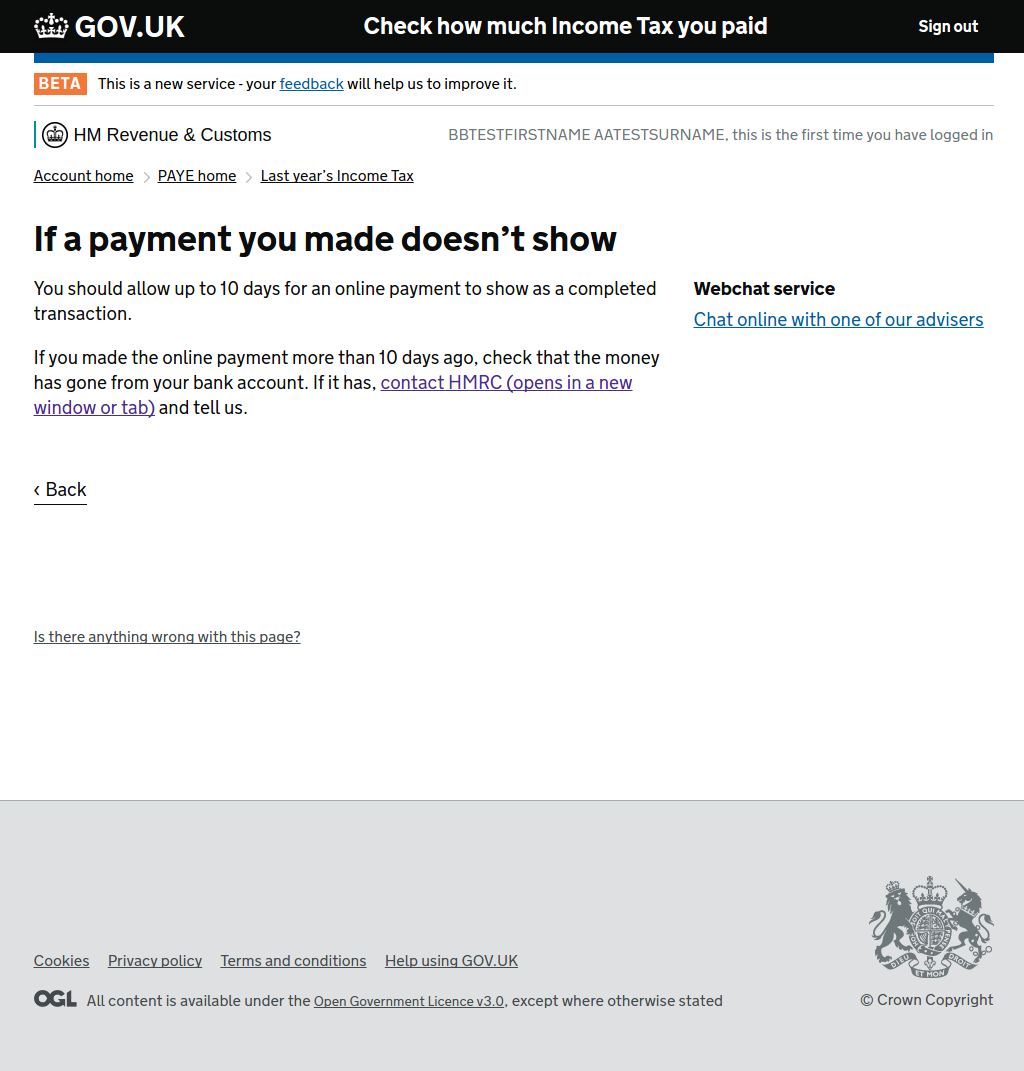 GOV.UK Check how much Income Tax you paid Sign out
BETA This is a new service - your feedback will help us to improve it.
HM Revenue & Customs BBTESTFIRSTNAME AATESTSURNAME, this is the first time you have logged in
Account home PAYE home Last year’s Income Tax
If a payment you made doesn’t show
You should allow up to 10 days for an online payment to show as a completed
transaction.
If you made the online payment more than 10 days ago, check that the money
has gone from your bank account. If it has, contact HMRC (opens in a new
window or tab) and tell us.
Webchat service
Chat online with one of our advisers
‹ Back
Is there anything wrong with this page?
Cookies Privacy policy Terms and conditions Help using GOV.UK
OGL All content is available under the Open Government Licence v3.0, except where otherwise stated
DIEU ET MON DROIT
© Crown Copyright